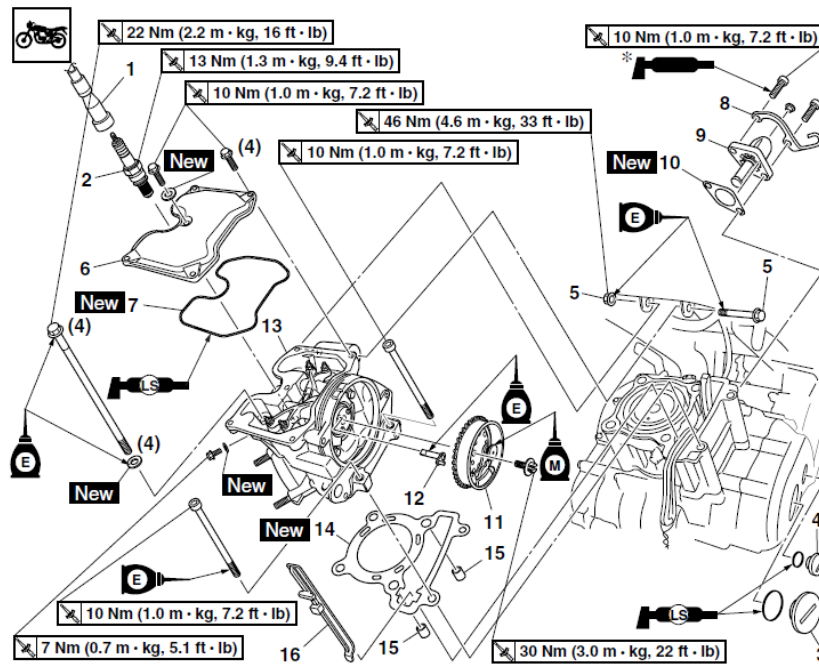 22 Nm (2.2 m · kg, 16 ft · lb)
13 Nm (1.3 m · kg, 9.4 ft · lb)
10 Nm (1.0 m · kg, 7.2 ft · lb)
46 Nm (4.6 m · kg, 33 ft · lb)
10 Nm (1.0 m · kg, 7.2 ft · lb)
10 Nm (1.0 m · kg, 7.2 ft · lb)
*
1
2
New
(4)
8
9
New 10
E
5
5
6
New 7
13
(4)
LS
E
(4)
New
E
M
New
12
11
New 14
15
E
4
LS
3
10 Nm (1.0 m · kg, 7.2 ft · lb)
7 Nm (0.7 m · kg, 5.1 ft · lb)
16
15
30 Nm (3.0 m · kg, 22 ft · lb)